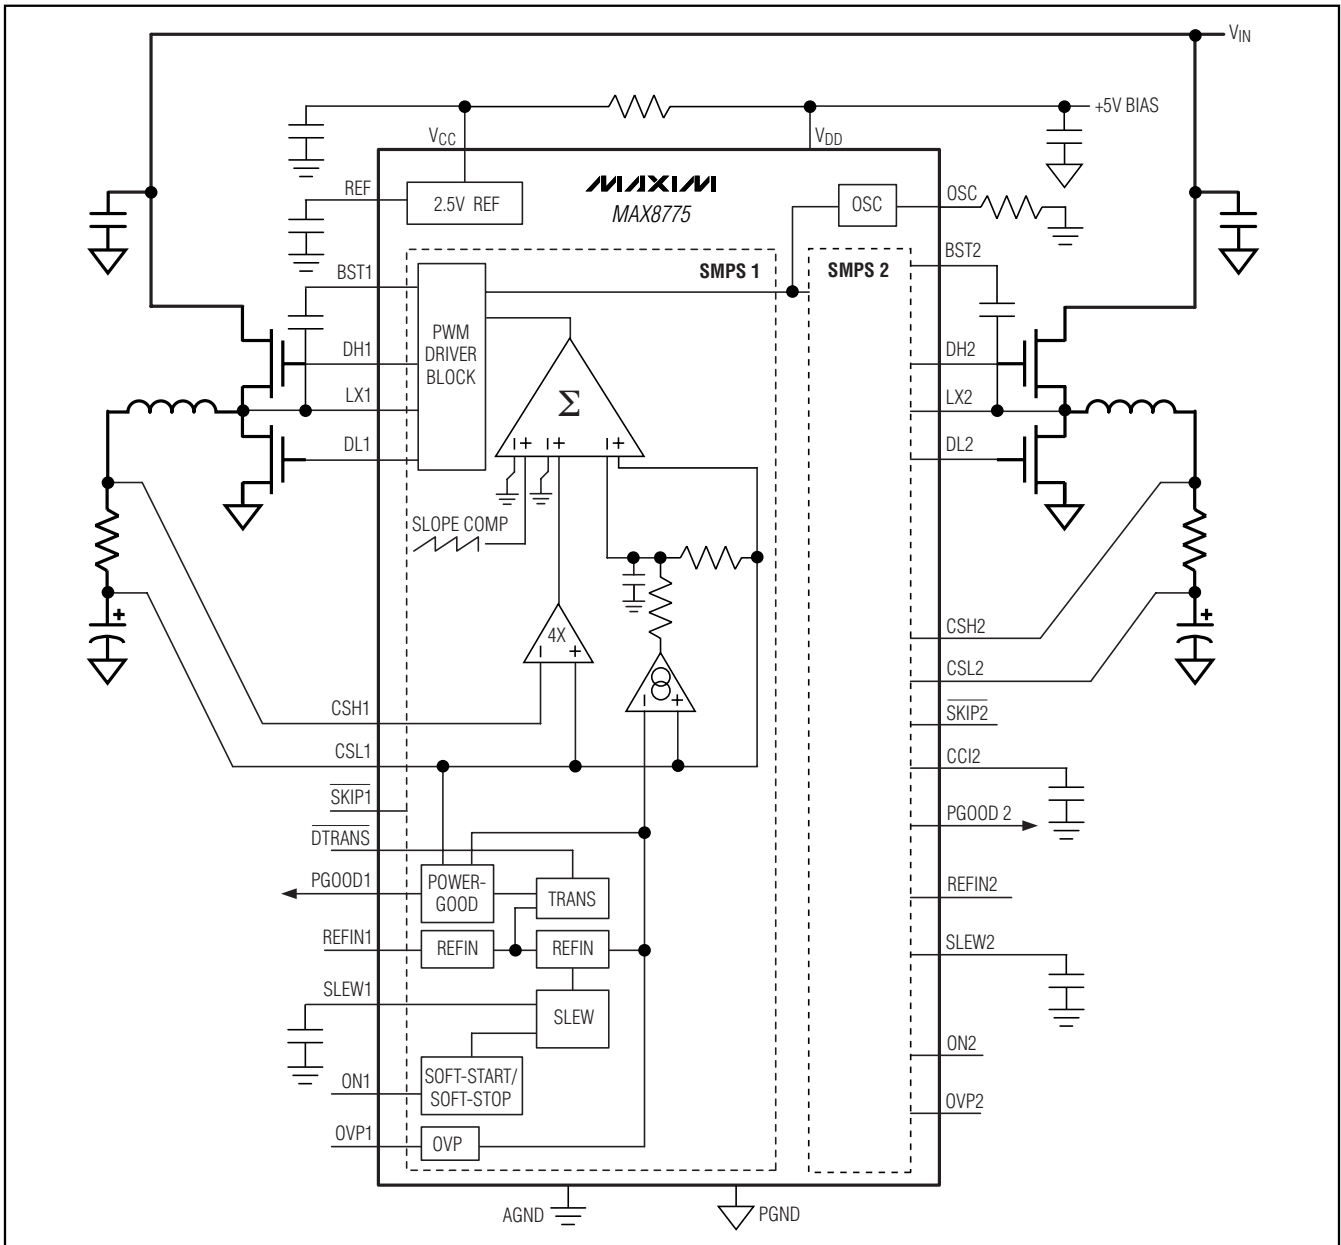 VIN
+5V BIAS
VCC
VDD
MAXIM
MAX8775
REF
2.5V REF
OSC
OSC
BST1
SMPS 1
SMPS 2
BST2
PWM
DRIVER
BLOCK
DH1
DH2
LX1
LX2
Σ
DL1
DL2
− + − + − +
SLOPE COMP
+
+
4X
− +
− +
CSH1
CSH2
CSL1
CSL2
SKIP1
SKIP2
CCI2
DTRANS
PGOOD 2
PGOOD1
POWER-
GOOD
TRANS
REFIN2
REFIN1
REFIN
REFIN
SLEW2
SLEW1
SLEW
ON2
ON1
SOFT-START/
SOFT-STOP
OVP2
OVP1
OVP
AGND
PGND